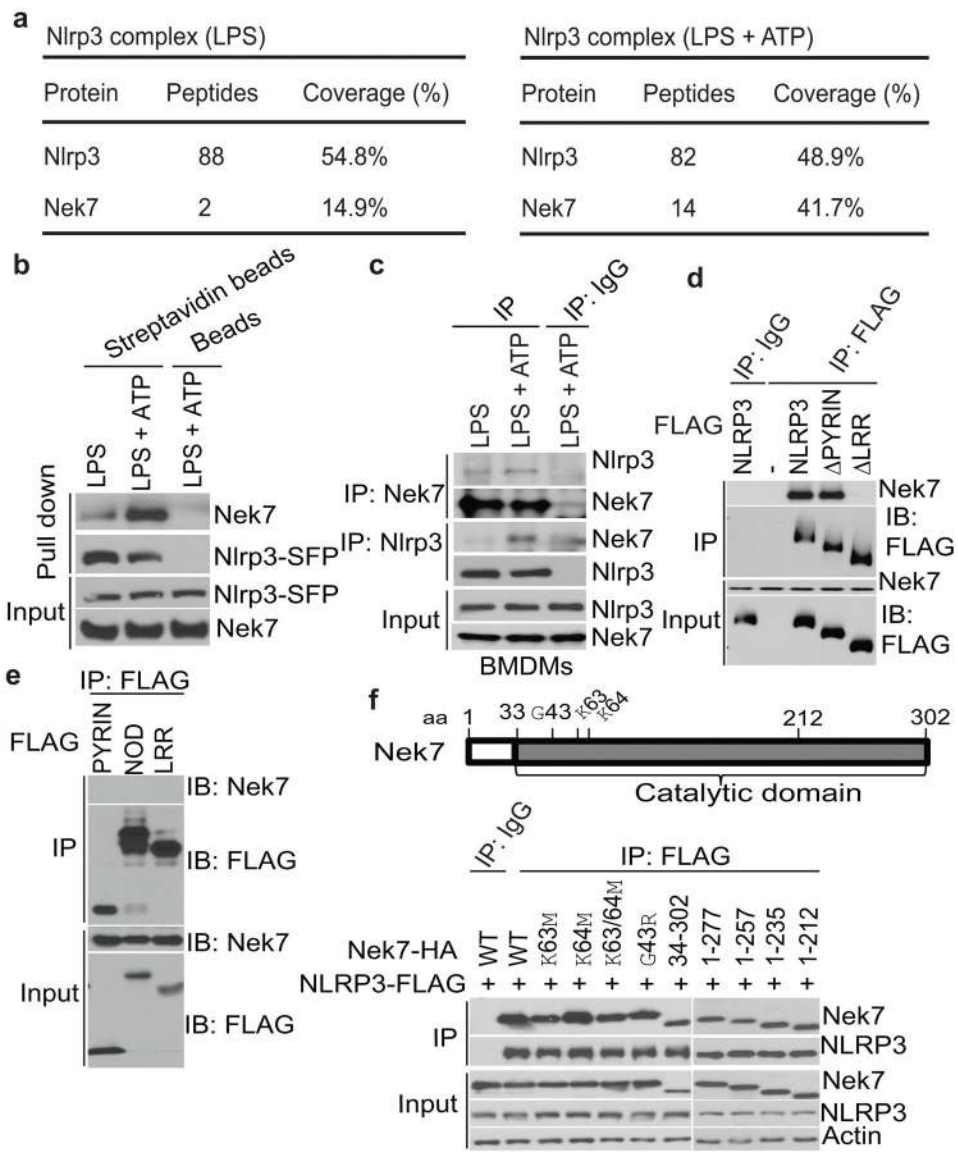 a
Nlrp3 complex (LPS)
Protein Peptides Coverage (%)
Nlrp3 88 54.8%
Nek7 2 14.9%
Nlrp3 complex (LPS + ATP)
Protein Peptides Coverage (%)
Nlrp3 82 48.9%
Nek7 14 41.7%
b
Streptavidin beads
Beads
LPS
LPS + ATP
LPS + ATP
Pull down
Nek7
Nlrp3-SFP
Input
Nlrp3-SFP
Nek7
c
IP
IP: IgG
LPS
LPS + ATP
LPS + ATP
IP: Nek7
Nlrp3
Nek7
IP: Nlrp3
Nek7
Nlrp3
Input
Nlrp3
Nek7
BMDMs
d
IP: IgG
IP: FLAG
FLAG
NLRP3
-
NLRP3
ΔPYRIN
ΔLRR
IP
Nek7
IB:
FLAG
Input
Nek7
IB:
FLAG
e
IP: FLAG
FLAG
PYRIN
NOD
LRR
IP
IB: Nek7
IB: FLAG
Input
IB: Nek7
IB: FLAG
f
aa 1 33 G43 K63 K64 212 302
Nek7
Catalytic domain
IP: IgG
IP: FLAG
Nek7-HA
WT
WT
K63M
K64M
K63/64M
G43R
34-302
1-277
1-257
1-235
1-212
NLRP3-FLAG + + + + + + + + + + +
IP
Nek7
NLRP3
Input
Nek7
NLRP3
Actin